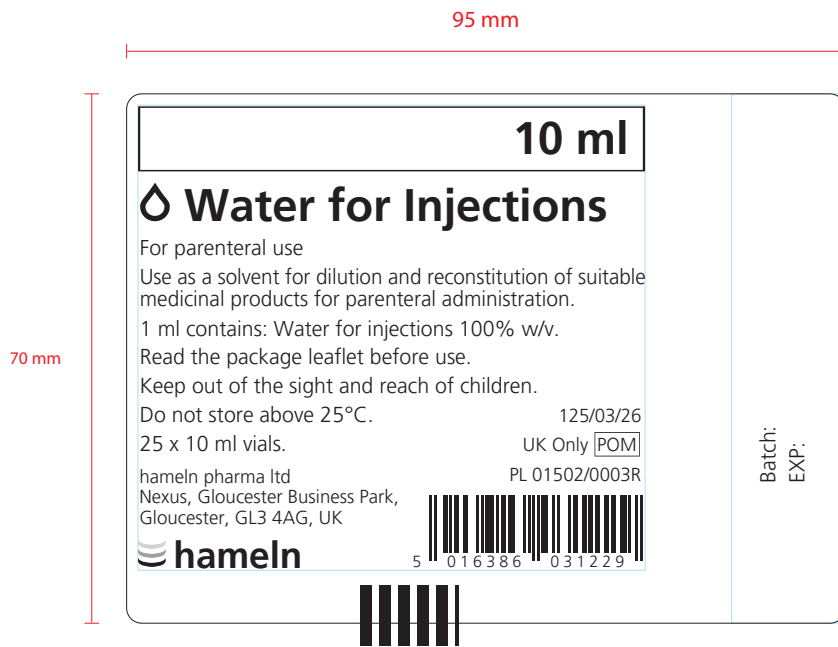 95 mm
70 mm
10 ml
Water for Injections
For parenteral use
Use as a solvent for dilution and reconstitution of suitable
medicinal products for parenteral administration.
1 ml contains: Water for injections 100% w/v.
Read the package leaflet before use.
Keep out of the sight and reach of children.
Do not store above 25°C.
125/03/26
25 x 10 ml vials.
UK Only POM
hameln pharma ltd
PL 01502/0003R
Nexus, Gloucester Business Park,
Gloucester, GL3 4AG, UK
hameln
5 016386 031229
Batch:
EXP: